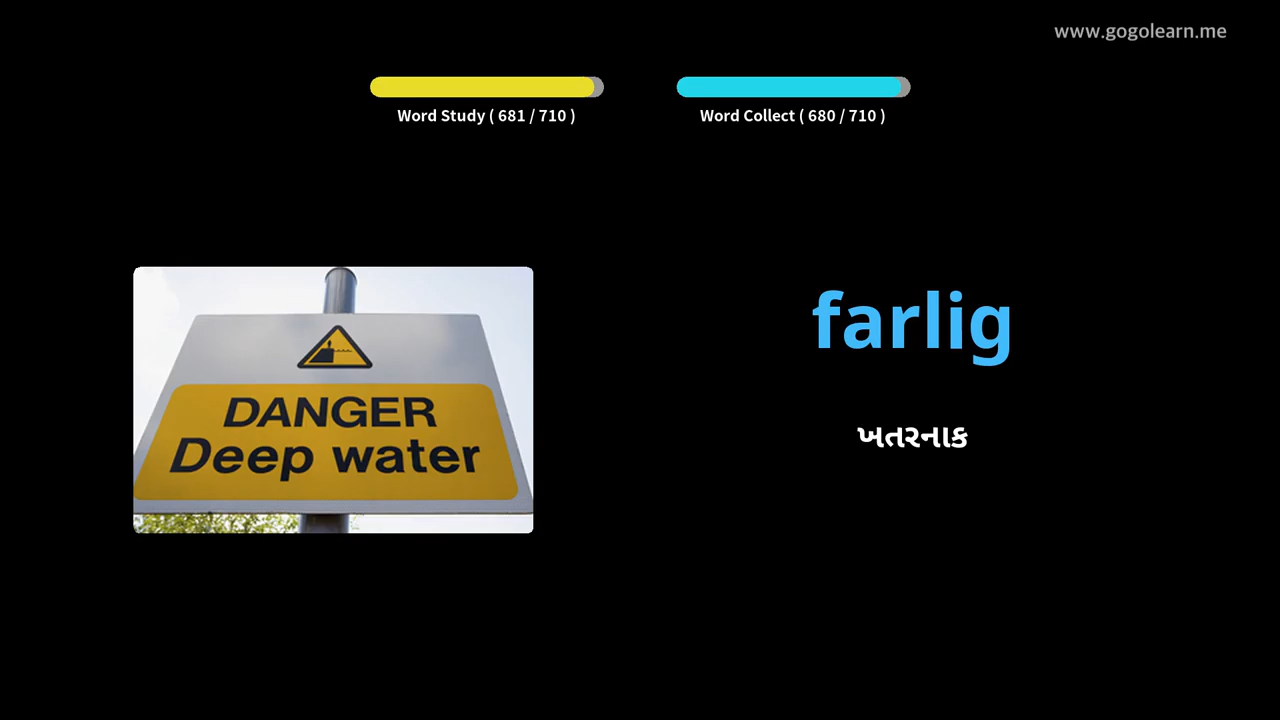 www.gogolearn.me
Word Study ( 681 / 710 )
Word Collect ( 680 / 710 )
DANGER
Deep water
farlig
ખતરનાક